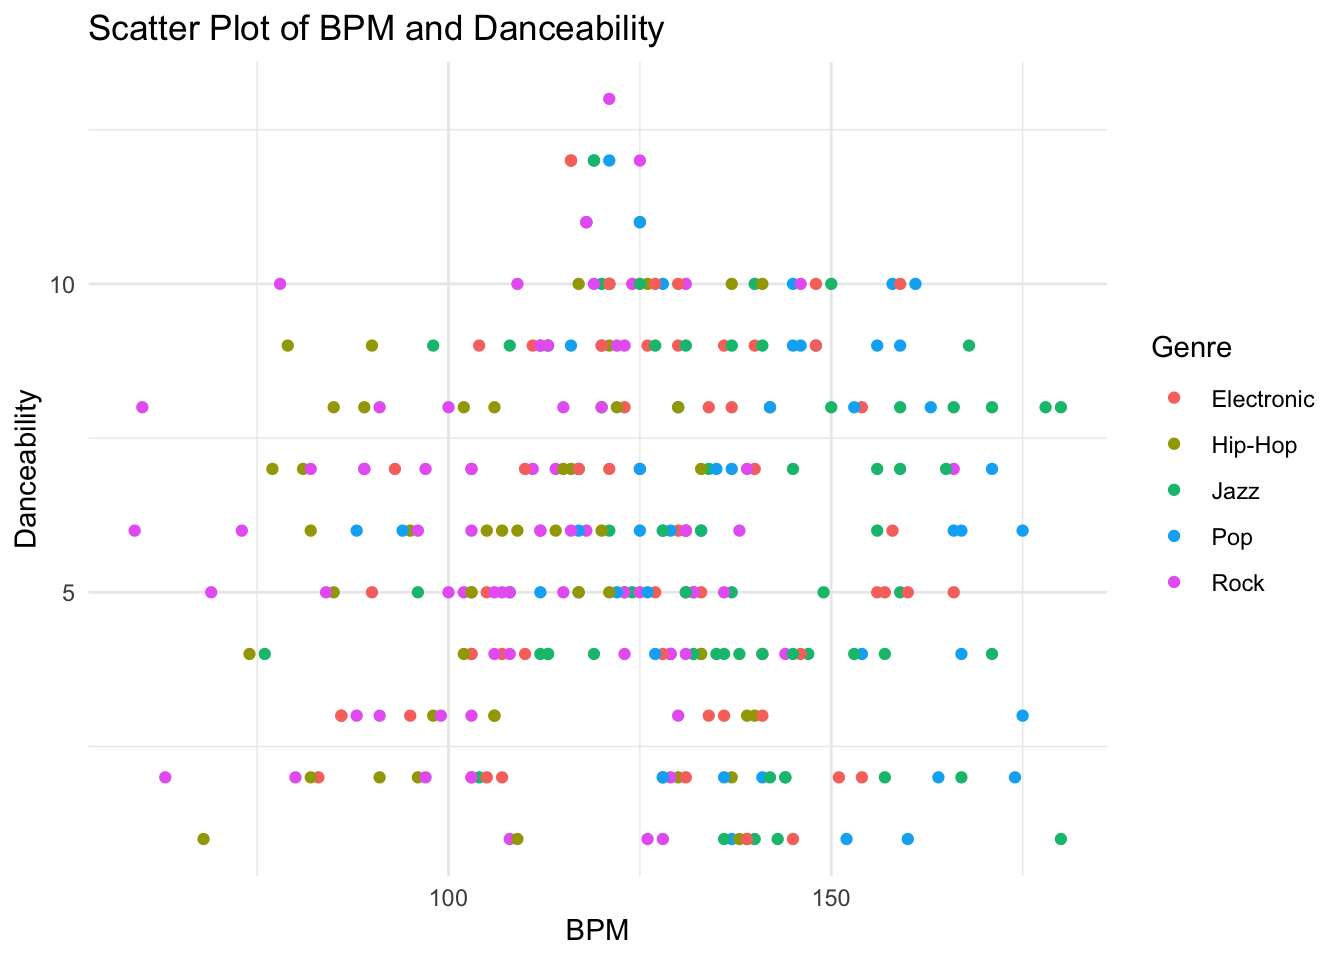 Scatter Plot of BPM and Danceability
Danceability
10
5
100
150
BPM
Genre
Electronic
Hip-Hop
Jazz
Pop
Rock